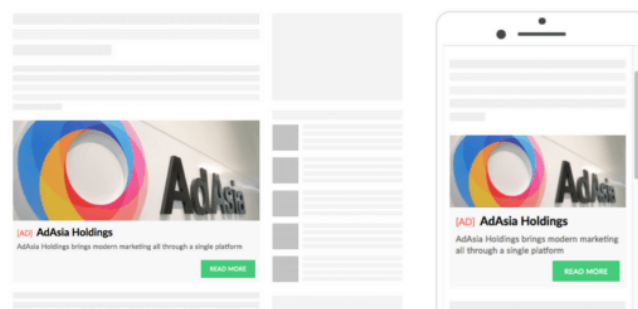 AdAsia
[AD] AdAsia Holdings
AdAsia Holdings brings modern marketing all through a single platform
READ MORE
AdAsia
[AD] AdAsia Holdings
AdAsia Holdings brings modern marketing
all through a single platform
READ MORE